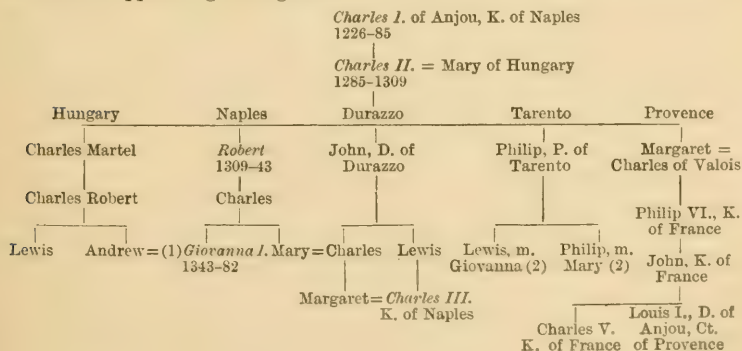 Charles I. of Anjou, K. of Naples
1226–85
Charles II. = Mary of Hungary
1285–1309
Hungary Naples Durazzo Tarento Provence
Charles Martel Robert John, D. of Philip, P. of Margaret =
1309–43 Durazzo Tarento Charles of Valois
Charles Robert Charles Philip VI., K.
of France
Lewis Andrew=(1) Giovanna I. Mary=Charles Lewis Lewis, m. Philip, m. John, K. of
1343–82 Giovanna (2) Mary (2) France
Margaret= Charles III.
K. of Naples Louis I., D. of
Charles V. Anjou, Ct.
K. of France of Provence